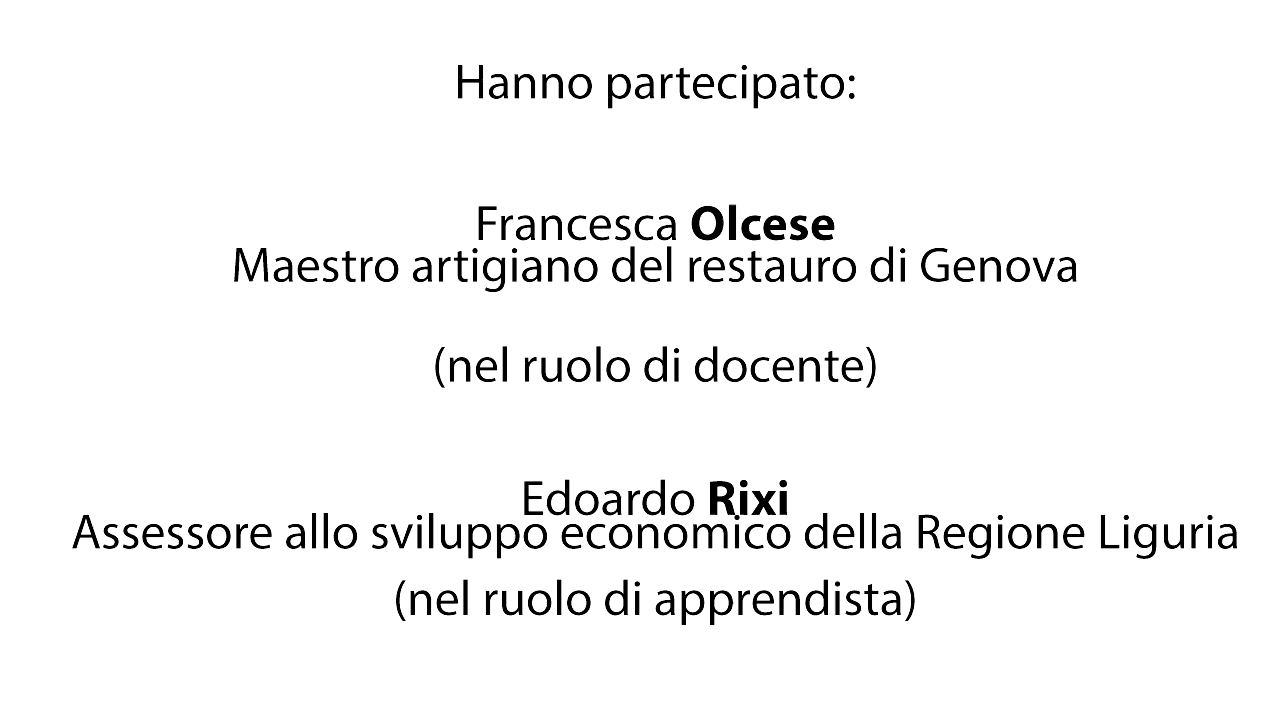 Hanno partecipato:
Francesca Olcese
Maestro artigiano del restauro di Genova
(nel ruolo di docente)
Edoardo Rixi
Assessore allo sviluppo economico della Regione Liguria
(nel ruolo di apprendista)